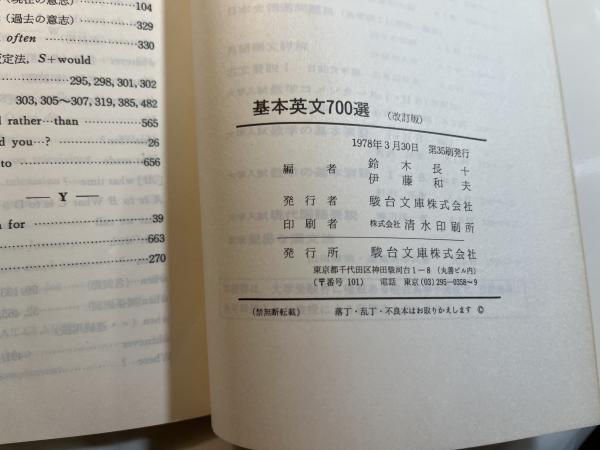 (現在の意志) 104
(過去の意志) 329
often 330
定法, S+would
295, 298, 301, 302
303, 305〜307, 319, 385, 482
rather…than 565
you…? 26
to 656
Y
for 39
663
270
基本英文700選 (改訂版)
1978年3月30日 第35刷発行
編者 鈴木長十
伊藤和夫
発行者 駿台文庫株式会社
印刷者 株式会社 清水印刷所
発行所 駿台文庫株式会社
東京都千代田区神田駿河台1−8 (丸善ビル内)
(〒番号 101) 電話 東京(03)295−0358〜9
(禁無断転載) 落丁・乱丁・不良本はお取りかえします ©